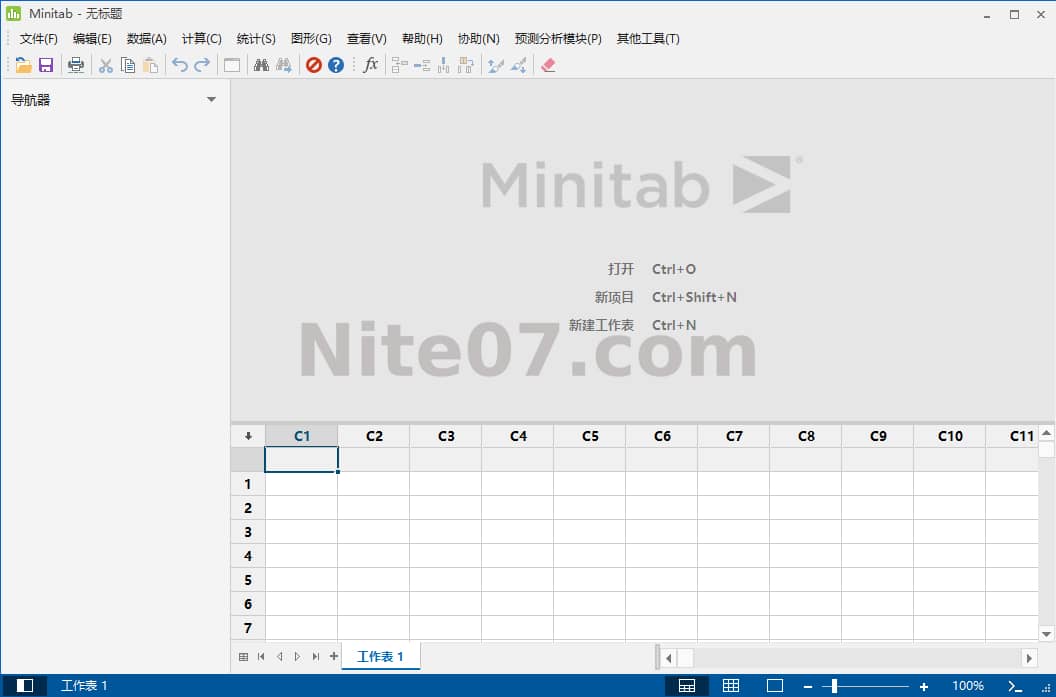 Minitab - 无标题
文件(F) 编辑(E) 数据(A) 计算(C) 统计(S) 图形(G) 查看(V) 帮助(H) 协助(N) 预测分析模块(P) 其他工具(T)
fx
导航器
Minitab ®
打开 Ctrl+O
新项目 Ctrl+Shift+N
新建工作表 Ctrl+N
Nite07.com
C1 C2 C3 C4 C5 C6 C7 C8 C9 C10 C11
1
2
3
4
5
6
7
工作表 1
工作表 1 100%